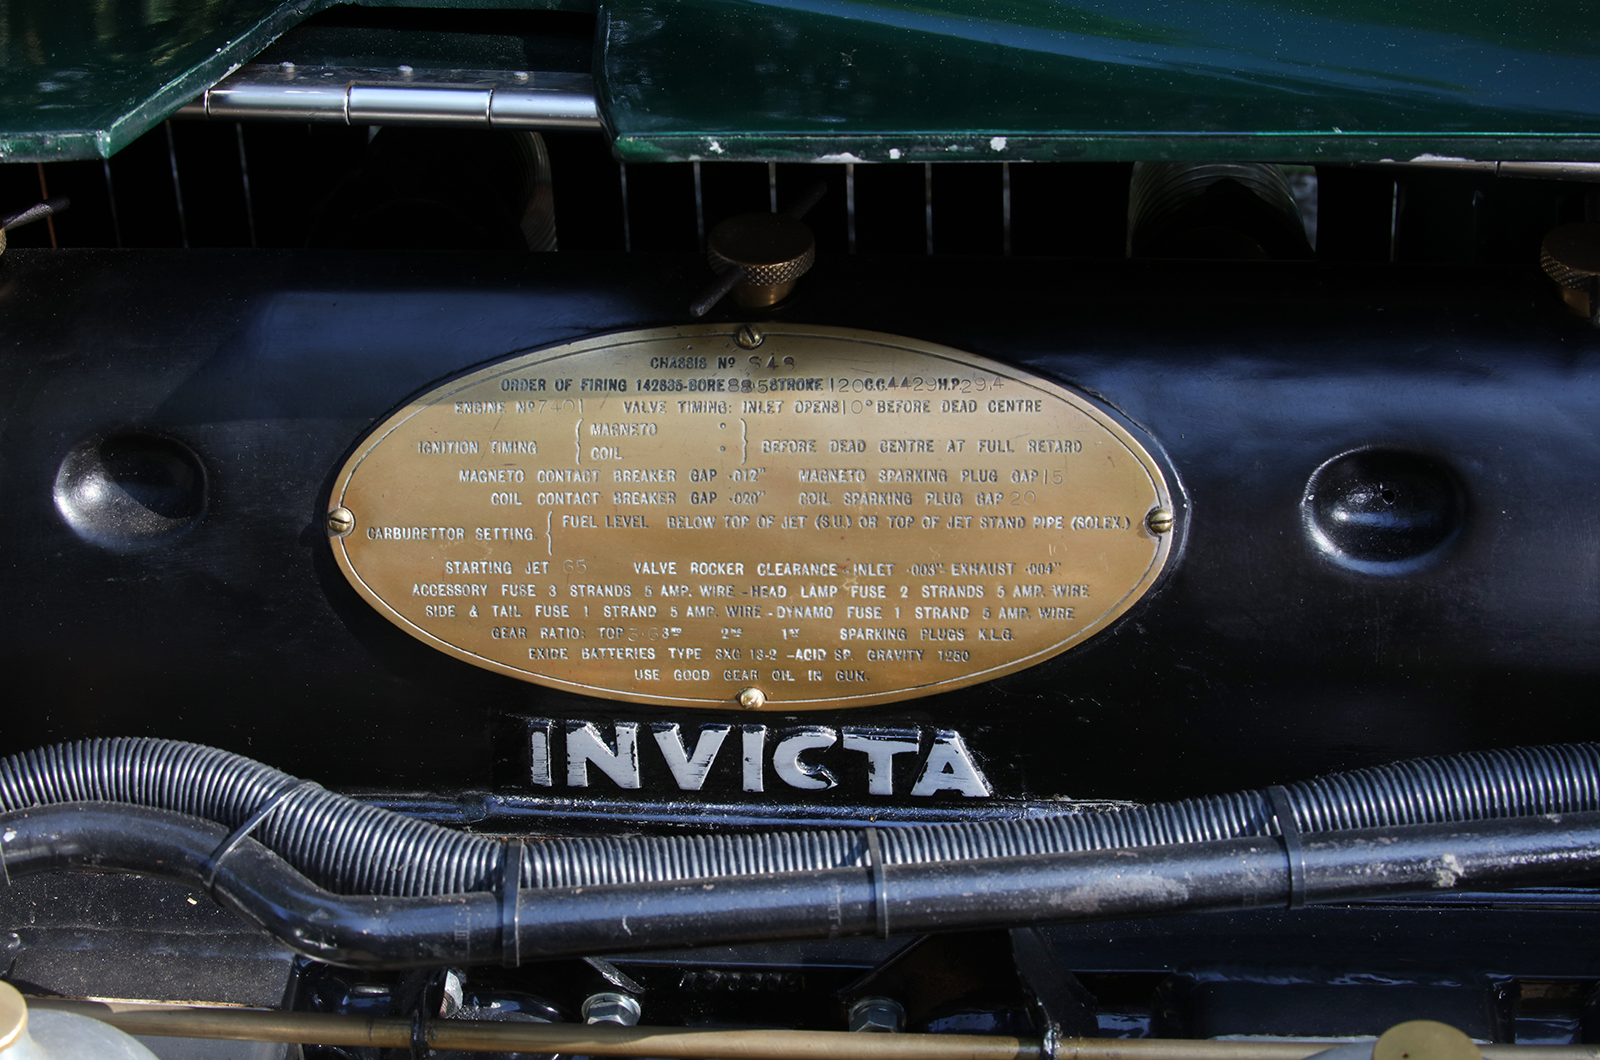 CHASSIS Nº S48
ORDER OF FIRING 142635-BORE 88·5 STROKE 120 C.C. 4429 H.P. 29,4
ENGINE Nº 7401 VALVE TIMING: INLET OPENS 10° BEFORE DEAD CENTRE
IGNITION TIMING { MAGNETO ° } BEFORE DEAD CENTRE AT FULL RETARD
COIL °
MAGNETO CONTACT BREAKER GAP ·012" MAGNETO SPARKING PLUG GAP 15
COIL CONTACT BREAKER GAP ·020" COIL SPARKING PLUG GAP 20
CARBURETTOR SETTING { FUEL LEVEL BELOW TOP OF JET (S.U.) OR TOP OF JET STAND PIPE (SOLEX.)
STARTING JET 65 VALVE ROCKER CLEARANCE - INLET ·003" EXHAUST ·004"
ACCESSORY FUSE 3 STRANDS 5 AMP. WIRE - HEAD LAMP FUSE 2 STRANDS 5 AMP. WIRE
SIDE & TAIL FUSE 1 STRAND 5 AMP. WIRE - DYNAMO FUSE 1 STRAND 5 AMP. WIRE
GEAR RATIO: TOP 3RD 2ND 1ST SPARKING PLUGS K.L.G.
EXIDE BATTERIES TYPE 3XC 13-2 - ACID SP. GRAVITY 1250
USE GOOD GEAR OIL IN GUN.
INVICTA